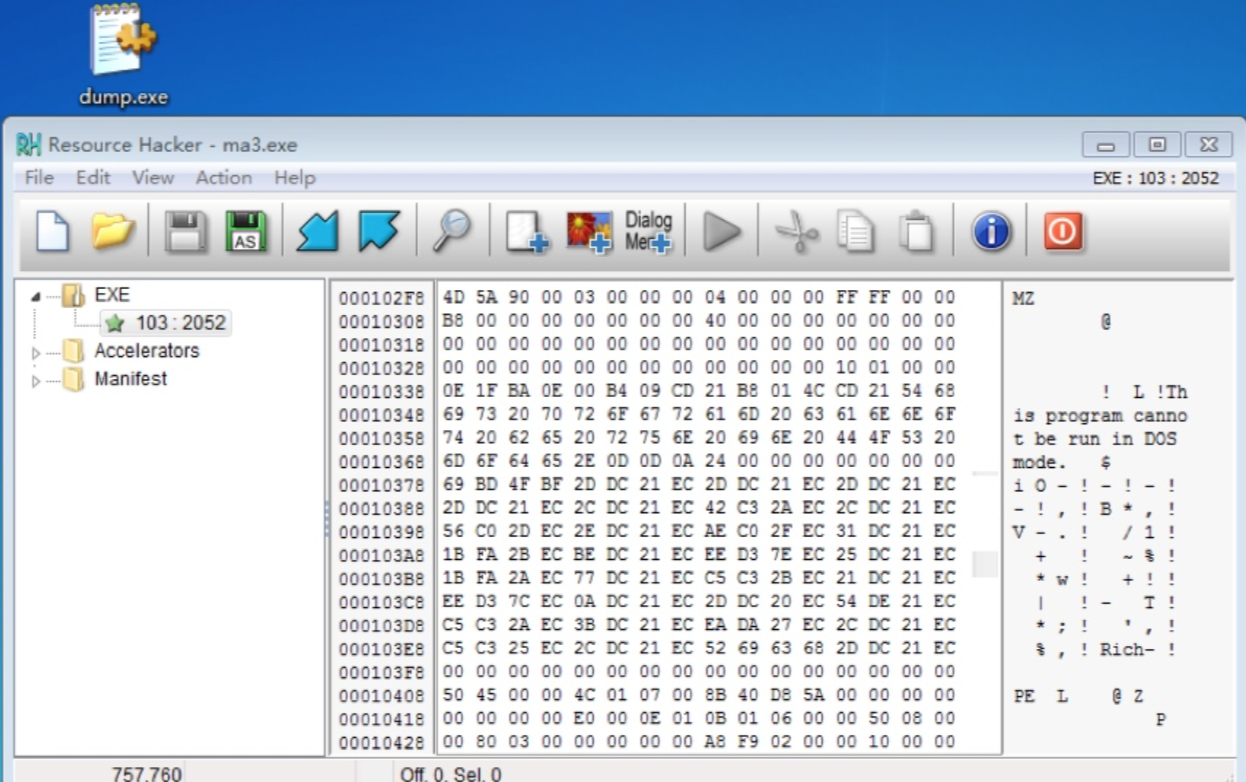 dump.exe
Resource Hacker - ma3.exe
File Edit View Action Help EXE : 103 : 2052
AS Dialog
Men
EXE
103 : 2052
Accelerators
Manifest
000102F8 4D 5A 90 00 03 00 00 00 04 00 00 00 FF FF 00 00 MZ
00010308 B8 00 00 00 00 00 00 00 40 00 00 00 00 00 00 00 @
00010318 00 00 00 00 00 00 00 00 00 00 00 00 00 00 00 00
00010328 00 00 00 00 00 00 00 00 00 00 00 00 10 01 00 00
00010338 0E 1F BA 0E 00 B4 09 CD 21 B8 01 4C CD 21 54 68 ! L !Th
00010348 69 73 20 70 72 6F 67 72 61 6D 20 63 61 6E 6E 6F is program canno
00010358 74 20 62 65 20 72 75 6E 20 69 6E 20 44 4F 53 20 t be run in DOS
00010368 6D 6F 64 65 2E 0D 0D 0A 24 00 00 00 00 00 00 00 mode. $
00010378 69 BD 4F BF 2D DC 21 EC 2D DC 21 EC 2D DC 21 EC i O - ! - ! - !
00010388 2D DC 21 EC 2C DC 21 EC 42 C3 2A EC 2C DC 21 EC - ! , ! B * , !
00010398 56 C0 2D EC 2E DC 21 EC AE C0 2F EC 31 DC 21 EC V - . ! / 1 !
000103A8 1B FA 2B EC BE DC 21 EC EE D3 7E EC 25 DC 21 EC + ! ~ % !
000103B8 1B FA 2A EC 77 DC 21 EC C5 C3 2B EC 21 DC 21 EC * w ! + ! !
000103C8 EE D3 7C EC 0A DC 21 EC 2D DC 20 EC 54 DE 21 EC | ! - T !
000103D8 C5 C3 2A EC 3B DC 21 EC EA DA 27 EC 2C DC 21 EC * ; ! ' , !
000103E8 C5 C3 25 EC 2C DC 21 EC 52 69 63 68 2D DC 21 EC % , ! Rich- !
000103F8 00 00 00 00 00 00 00 00 00 00 00 00 00 00 00 00
00010408 50 45 00 00 4C 01 07 00 8B 40 D8 5A 00 00 00 00 PE L @ Z
00010418 00 00 00 00 E0 00 0E 01 0B 01 06 00 00 50 08 00 P
00010428 00 80 03 00 00 00 00 00 A8 F9 02 00 00 10 00 00
757,760 Off. 0, Sel. 0